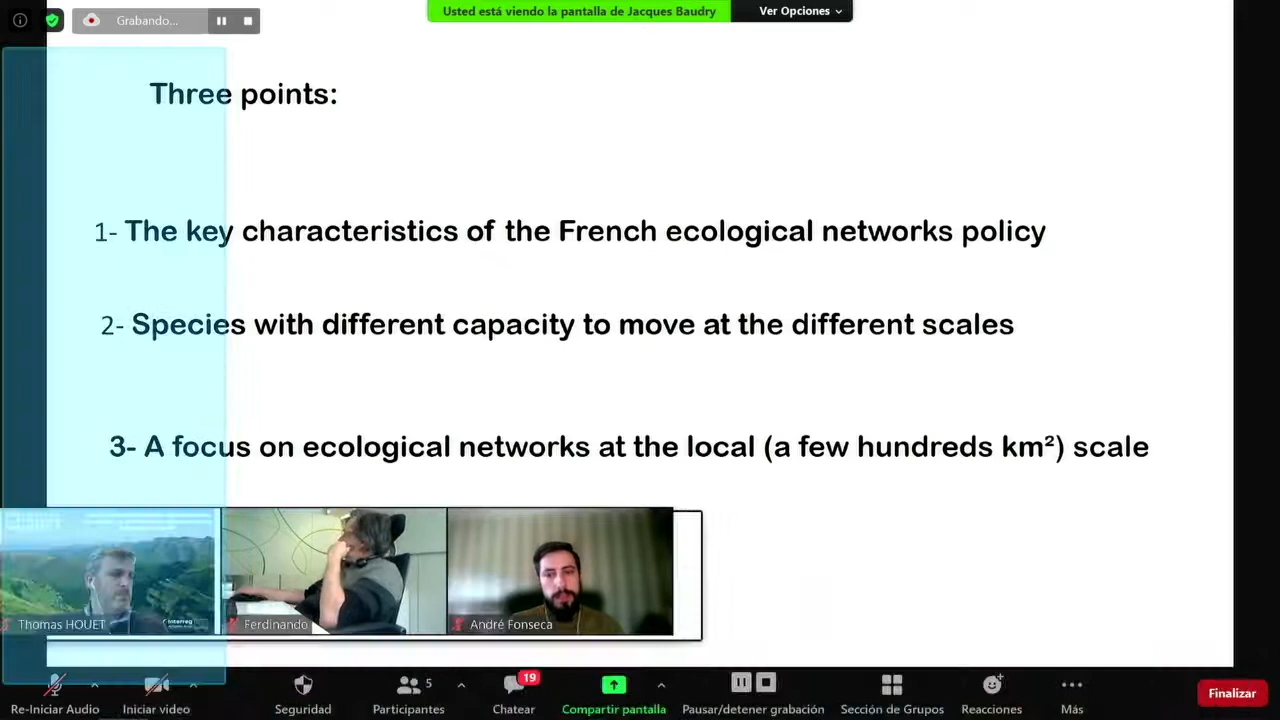 Grabando...
Usted está viendo la pantalla de Jacques Baudry
Ver Opciones
Three points:
1- The key characteristics of the French ecological networks policy
2- Species with different capacity to move at the different scales
3- A focus on ecological networks at the local (a few hundreds km²) scale
Interreg
Thomas HOUET
Ferdinando
André Fonseca
5
19
Re-Iniciar Audio
Iniciar video
Seguridad
Participantes
Chatear
Compartir pantalla
Pausar/detener grabación
Sección de Grupos
Reacciones
Más
Finalizar